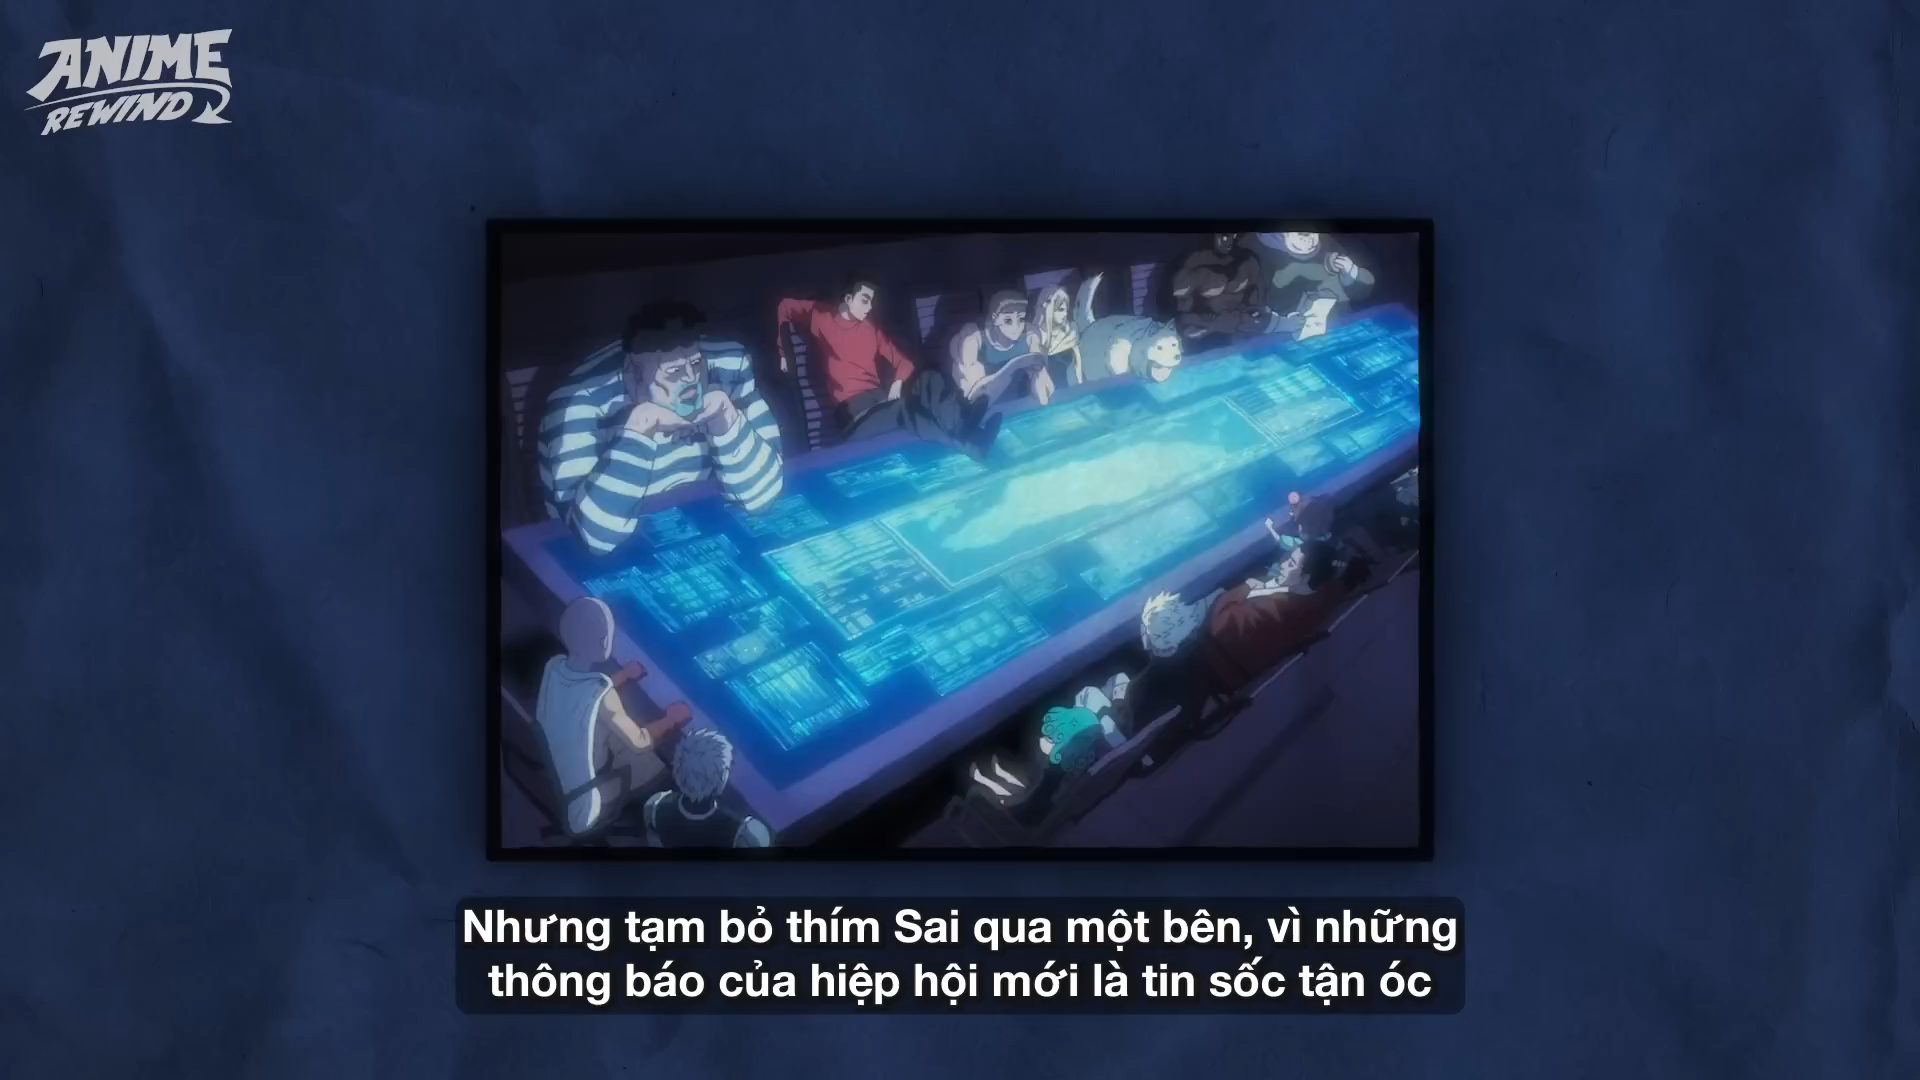 ANIME
REWIND
Nhưng tạm bỏ thím Sai qua một bên, vì những
thông báo của hiệp hội mới là tin sốc tận óc